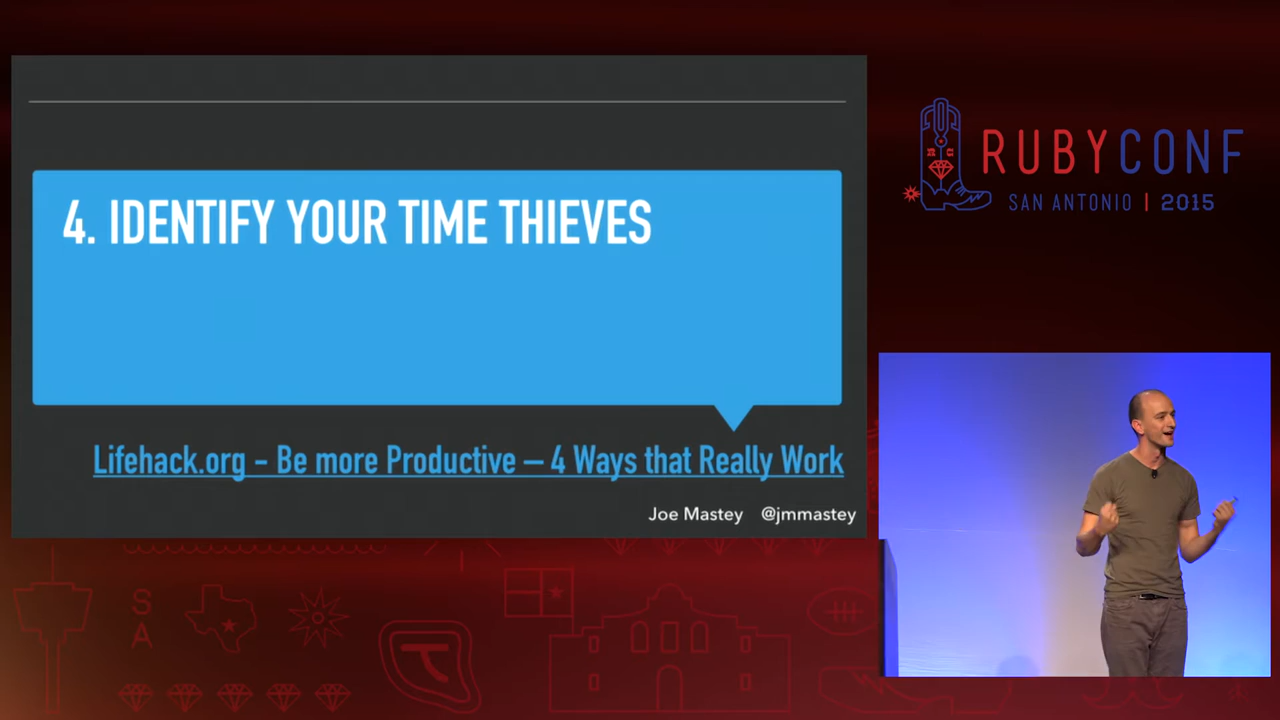 4. IDENTIFY YOUR TIME THIEVES
Lifehack.org - Be more Productive – 4 Ways that Really Work
Joe Mastey @jmmastey
RUBYCONF
SAN ANTONIO | 2015
S
A